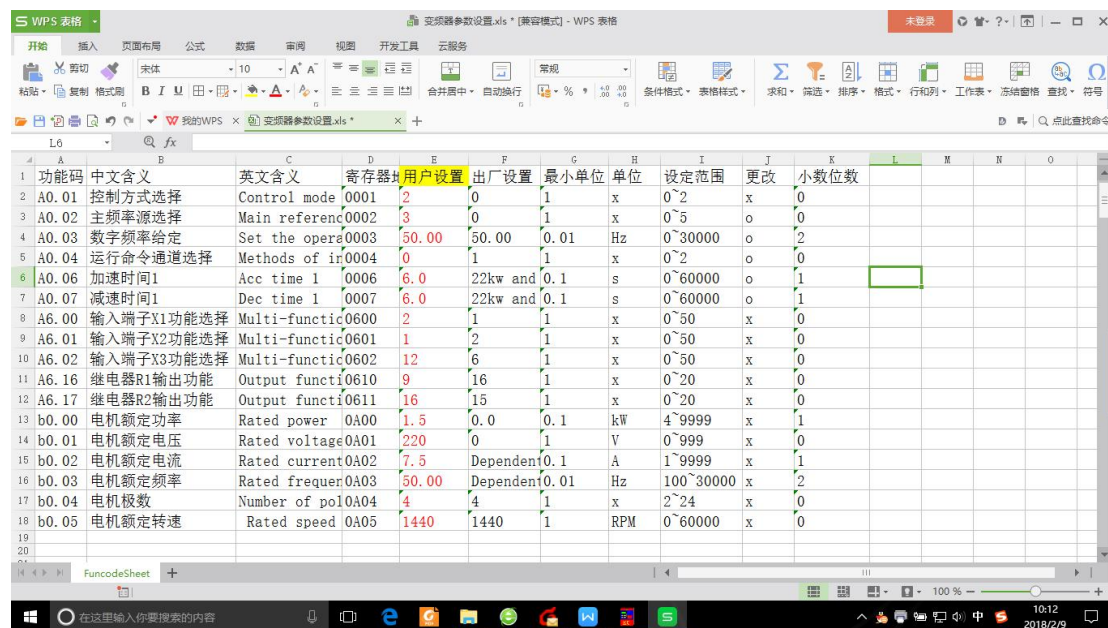 WPS 表格
变频器参数设置.xls * [兼容模式] - WPS 表格
未登录
开始 插入 页面布局 公式 数据 审阅 视图 开发工具 云服务
剪切 宋体 10 常规
粘贴 复制 格式刷 B I U A 合并居中 自动换行 条件格式 表格样式 求和 筛选 排序 格式 行和列 工作表 冻结窗格 查找 符号
我的WPS 变频器参数设置.xls * 点此查找命令
L6 fx
A B C D E F G H I J K L M N O
1 功能码 中文含义 英文含义 寄存器 用户设置 出厂设置 最小单位 单位 设定范围 更改 小数位数
2 A0.01 控制方式选择 Control mode 0001 2 0 1 x 0~2 x 0
3 A0.02 主频率源选择 Main referenc 0002 3 0 1 x 0~5 o 0
4 A0.03 数字频率给定 Set the opera 0003 50.00 50.00 0.01 Hz 0~30000 o 2
5 A0.04 运行命令通道选择 Methods of in 0004 0 1 1 x 0~2 o 0
6 A0.06 加速时间1 Acc time 1 0006 6.0 22kw and 0.1 s 0~60000 o 1
7 A0.07 减速时间1 Dec time 1 0007 6.0 22kw and 0.1 s 0~60000 o 1
8 A6.00 输入端子X1功能选择 Multi-functio 0600 2 1 1 x 0~50 x 0
9 A6.01 输入端子X2功能选择 Multi-functio 0601 1 2 1 x 0~50 x 0
10 A6.02 输入端子X3功能选择 Multi-functio 0602 12 6 1 x 0~50 x 0
11 A6.16 继电器R1输出功能 Output functi 0610 9 16 1 x 0~20 x 0
12 A6.17 继电器R2输出功能 Output functi 0611 16 15 1 x 0~20 x 0
13 b0.00 电机额定功率 Rated power 0A00 1.5 0.0 0.1 kW 4~9999 x 1
14 b0.01 电机额定电压 Rated voltage 0A01 220 0 1 V 0~999 x 0
15 b0.02 电机额定电流 Rated current 0A02 7.5 Dependent 0.1 A 1~9999 x 1
16 b0.03 电机额定频率 Rated frequen 0A03 50.00 Dependent 0.01 Hz 100~30000 x 2
17 b0.04 电机极数 Number of pol 0A04 4 4 1 x 2~24 x 0
18 b0.05 电机额定转速 Rated speed 0A05 1440 1440 1 RPM 0~60000 x 0
19
20
FuncodeSheet
100 %
在这里输入你要搜索的内容
中
10:12
2018/2/9